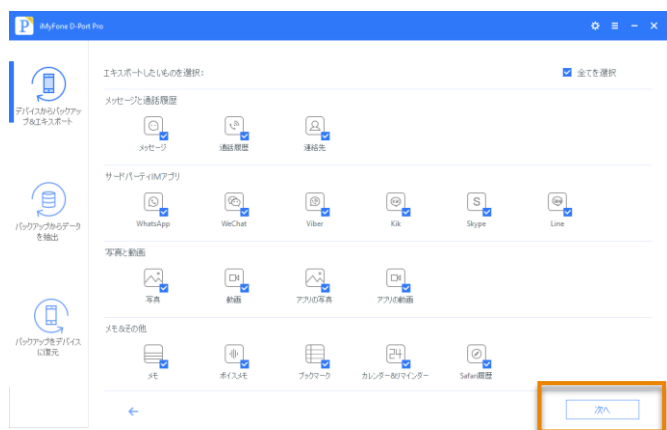 iMyFone D-Port Pro
エキスポートしたいものを選択:
全てを選択
デバイスからバックアッ
プ&エキスポート
バックアップからデータ
を抽出
バックアップをデバイス
に復元
メッセージと通話履歴
メッセージ 通話履歴 連絡先
サードパーティIMアプリ
WhatsApp WeChat Viber Kik Skype Line
写真と動画
写真 動画 アプリの写真 アプリの動画
メモ&その他
24
メモ ボイスメモ ブックマーク カレンダー&リマインダー Safari履歴
次へ